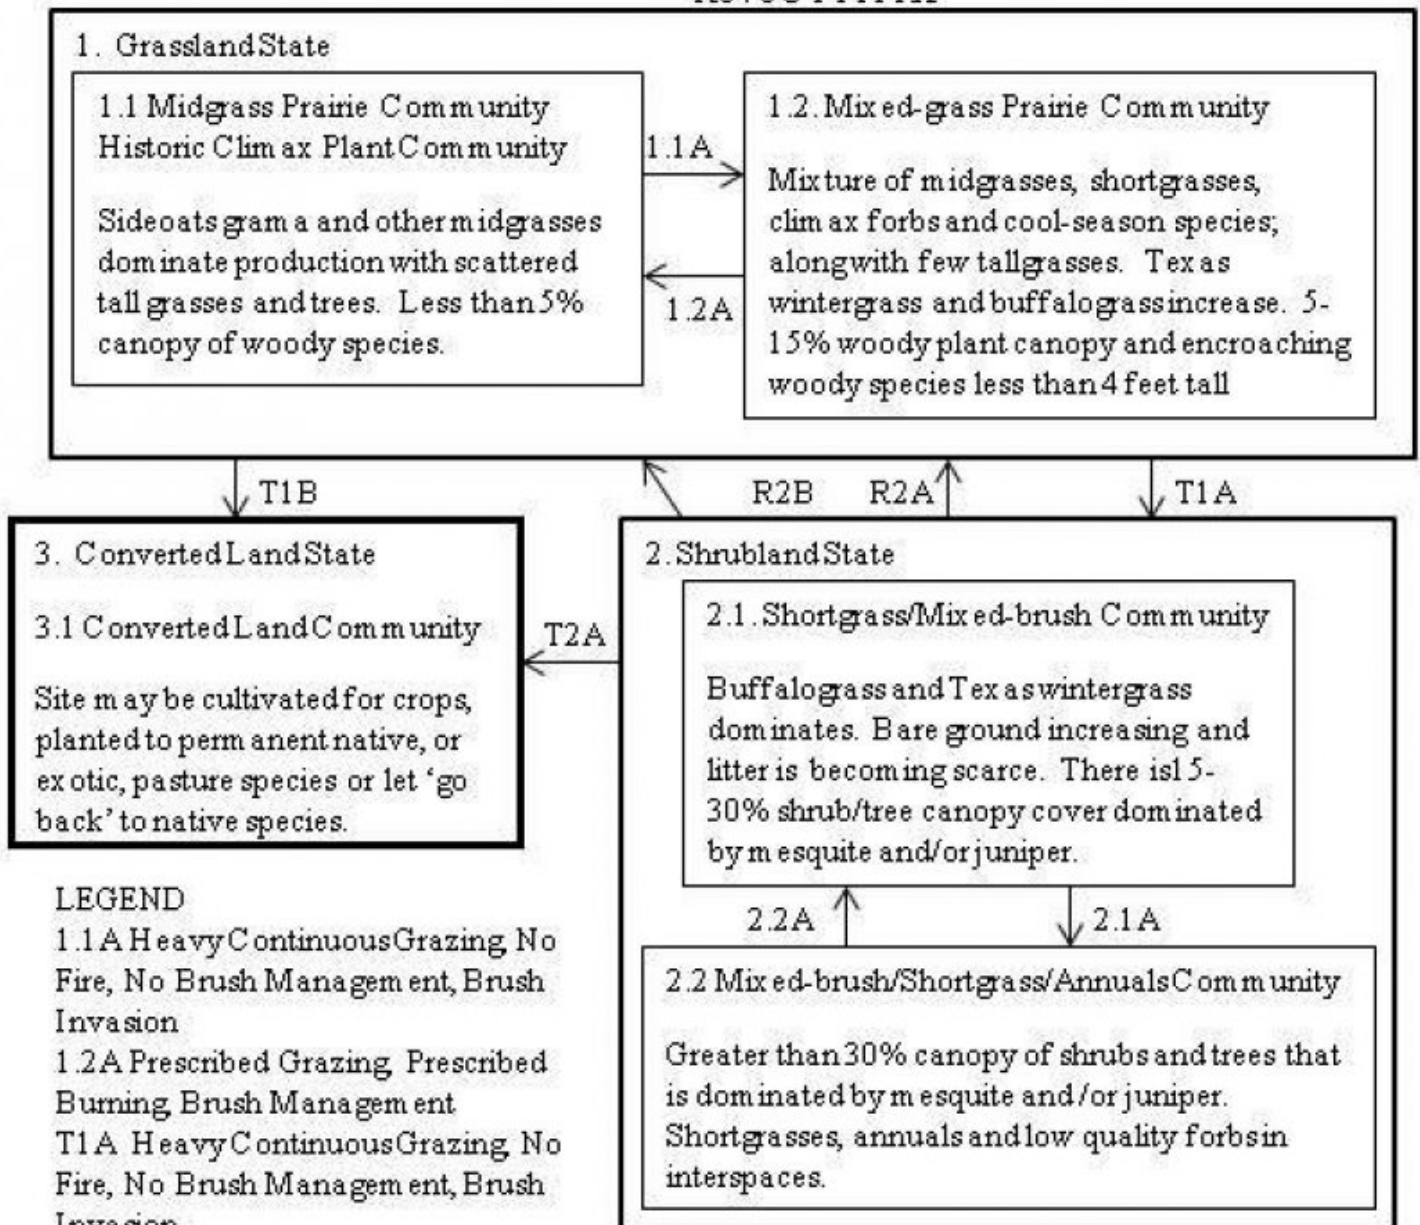 1. Grassland State
1.1 Midgrass Prairie Community
Historic Climax Plant Community
Sideoats grama and other midgrasses
dominate production with scattered
tall grasses and trees. Less than 5%
canopy of woody species.
1.1A
1.2A
1.2. Mixed-grass Prairie Community
Mixture of midgrasses, shortgrasses,
climax forbs and cool-season species;
along with few tallgrasses. Texas
wintergrass and buffalograss increase. 5-
15% woody plant canopy and encroaching
woody species less than 4 feet tall
T1B
R2B
R2A
T1A
3. Converted Land State
3.1 Converted Land Community
Site may be cultivated for crops,
planted to permanent native, or
exotic, pasture species or let ‘go
back’ to native species.
T2A
2. Shrubland State
2.1. Shortgrass/Mixed-brush Community
Buffalograss and Texas wintergrass
dominates. Bare ground increasing and
litter is becoming scarce. There is15-
30% shrub/tree canopy cover dominated
by mesquite and/or juniper.
2.2A
2.1A
2.2 Mixed-brush/Shortgrass/Annuals Community
Greater than 30% canopy of shrubs and trees that
is dominated by mesquite and/or juniper.
Shortgrasses, annuals and low quality forbs in
interspaces.
LEGEND
1.1A Heavy Continuous Grazing, No
Fire, No Brush Management, Brush
Invasion
1.2A Prescribed Grazing, Prescribed
Burning, Brush Management
T1A Heavy Continuous Grazing, No
Fire, No Brush Management, Brush
Invasion